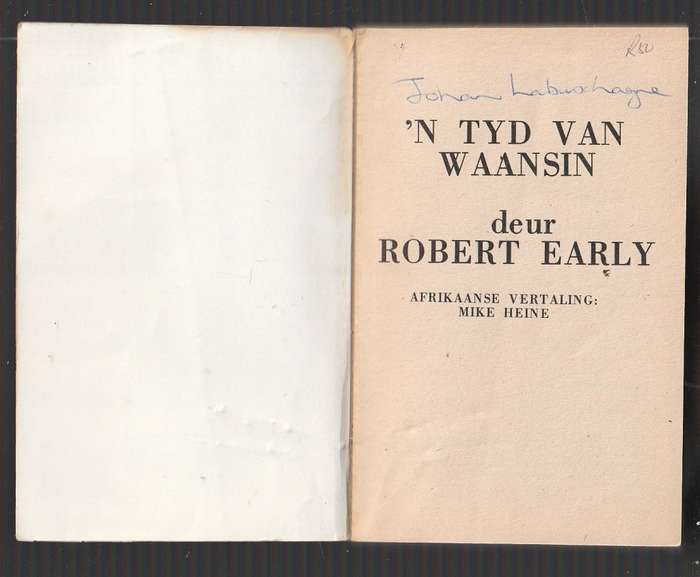 R50
Johan Labuschagne
'N TYD VAN
WAANSIN
deur
ROBERT EARLY
AFRIKAANSE VERTALING:
MIKE HEINE